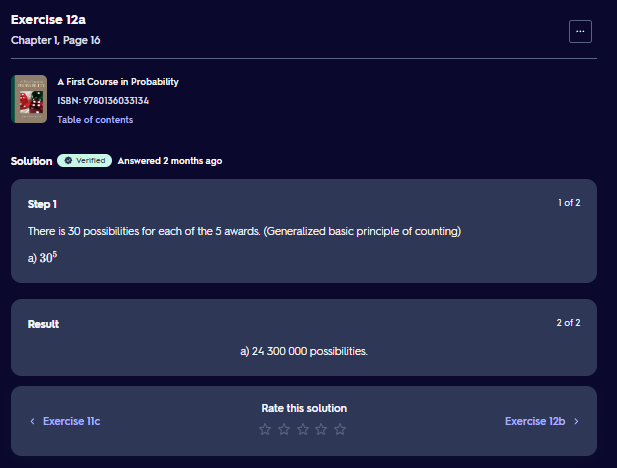 Exercise 12a
Chapter 1, Page 16
...
A First Course in Probability
ISBN: 9780136033134
Table of contents
Solution Verified Answered 2 months ago
Step 1 1 of 2
There is 30 possibilities for each of the 5 awards. (Generalized basic principle of counting)
a) 30⁵
Result 2 of 2
a) 24 300 000 possibilities.
Rate this solution
‹ Exercise 11c Exercise 12b ›